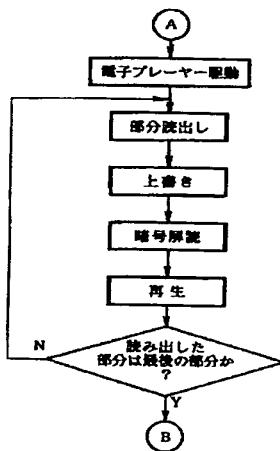 A
電子プレーヤー駆動
部分読出し
上書き
暗号解読
再生
読み出した
部分は最後の部分か
?
N
Y
B